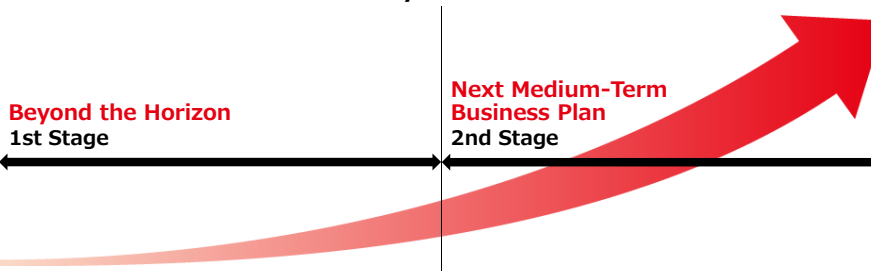 Beyond the Horizon
1st Stage
Next Medium-Term
Business Plan
2nd Stage